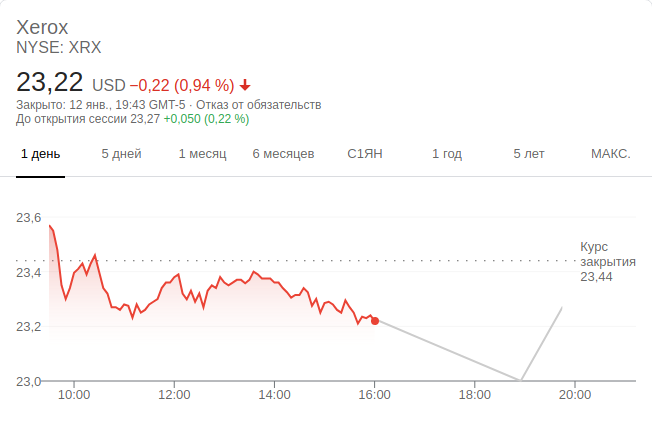 Xerox
NYSE: XRX
23,22 USD −0,22 (0,94 %)
Закрыто: 12 янв., 19:43 GMT-5 · Отказ от обязательств
До открытия сессии 23,27 +0,050 (0,22 %)
1 день 5 дней 1 месяц 6 месяцев С1ЯН 1 год 5 лет МАКС.
23,6
Курс
закрытия
23,44
23,4
23,2
23,0
10:00 12:00 14:00 16:00 18:00 20:00